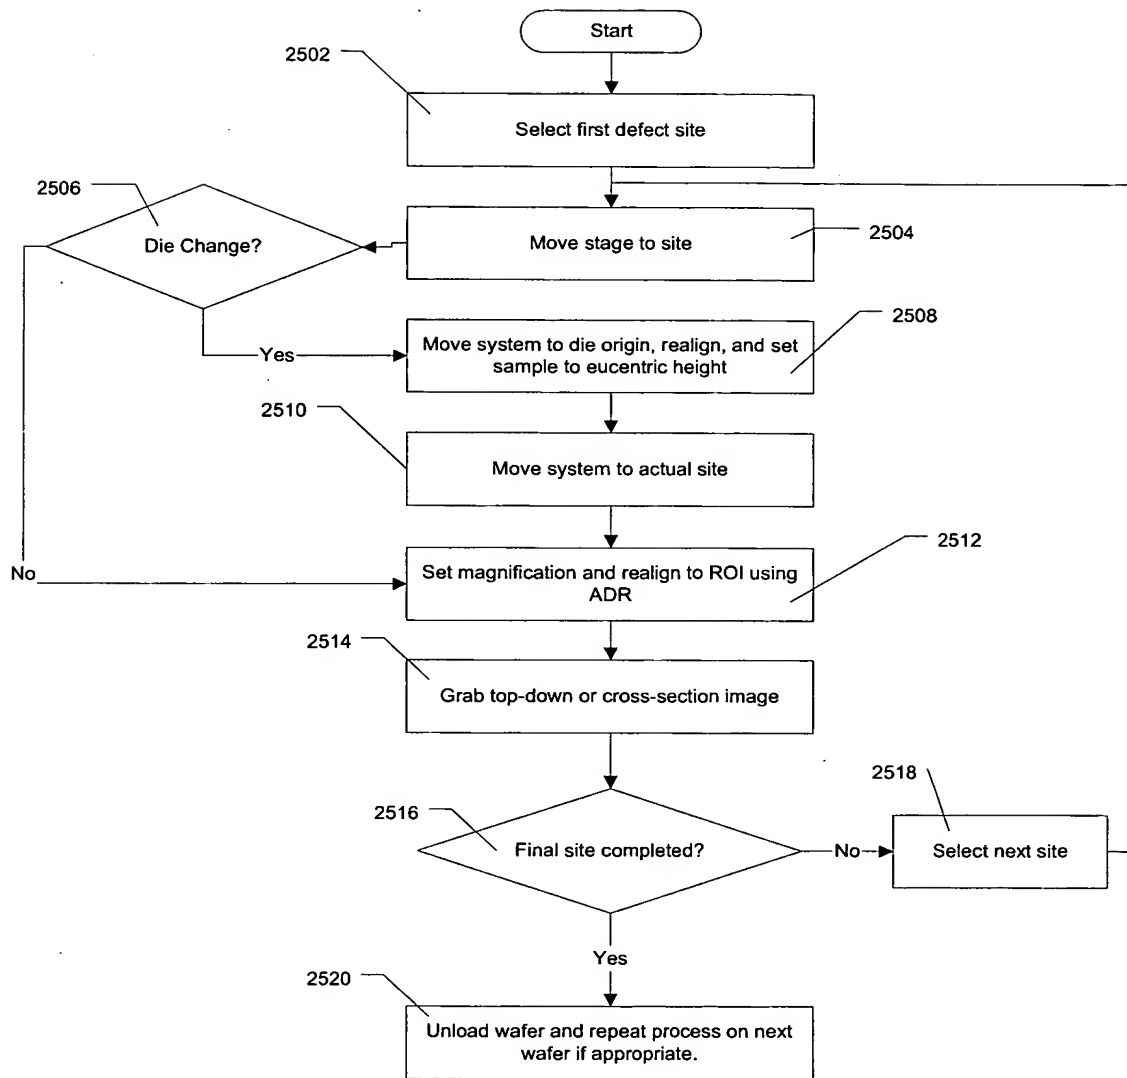 Start
2502
Select first defect site
2506
Die Change?
Move stage to site
2504
2508
Yes
Move system to die origin, realign, and set
sample to eucentric height
2510
Move system to actual site
2512
No
Set magnification and realign to ROI using
ADR
2514
Grab top-down or cross-section image
2518
2516
Final site completed?
No
Select next site
Yes
2520
Unload wafer and repeat process on next
wafer if appropriate.